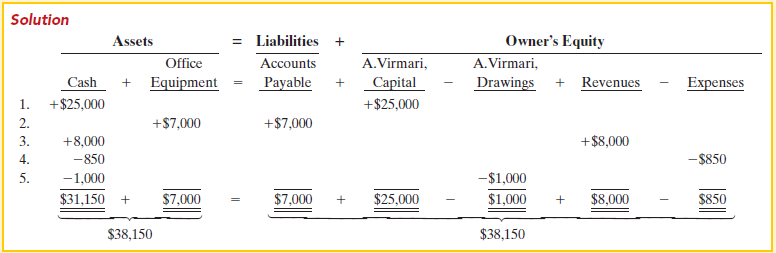 Solution
Assets = Liabilities + Owner's Equity
Office Accounts A.Virmari, A.Virmari,
Cash + Equipment = Payable + Capital – Drawings + Revenues – Expenses
1. +$25,000 +$25,000
2. +$7,000 +$7,000
3. +8,000 +$8,000
4. –850 –$850
5. –1,000 –$1,000
$31,150 + $7,000 = $7,000 + $25,000 – $1,000 + $8,000 – $850
$38,150 $38,150